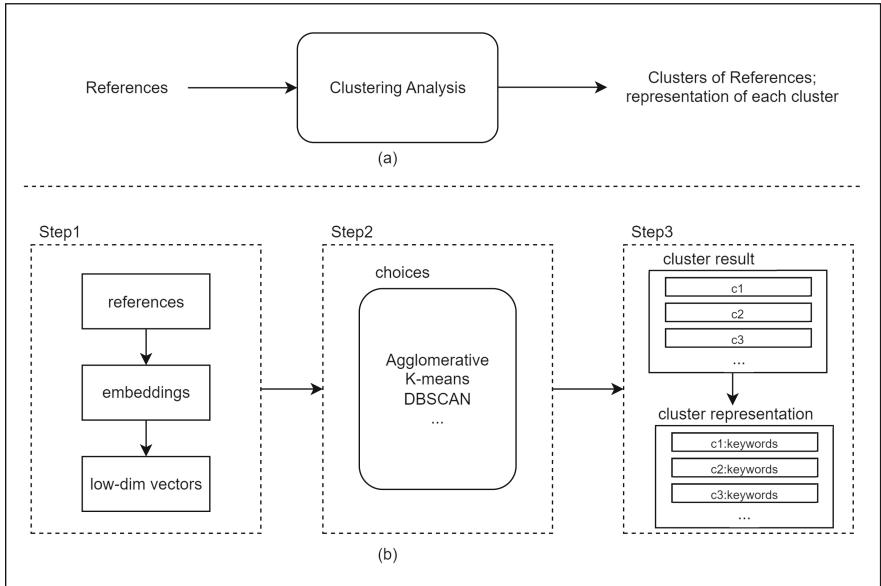 References
Clustering Analysis
Clusters of References;
representation of each cluster
(a)
Step1
references
embeddings
low-dim vectors
Step2
choices
Agglomerative
K-means
DBSCAN
...
Step3
cluster result
c1
c2
c3
...
cluster representation
c1:keywords
c2:keywords
c3:keywords
...
(b)